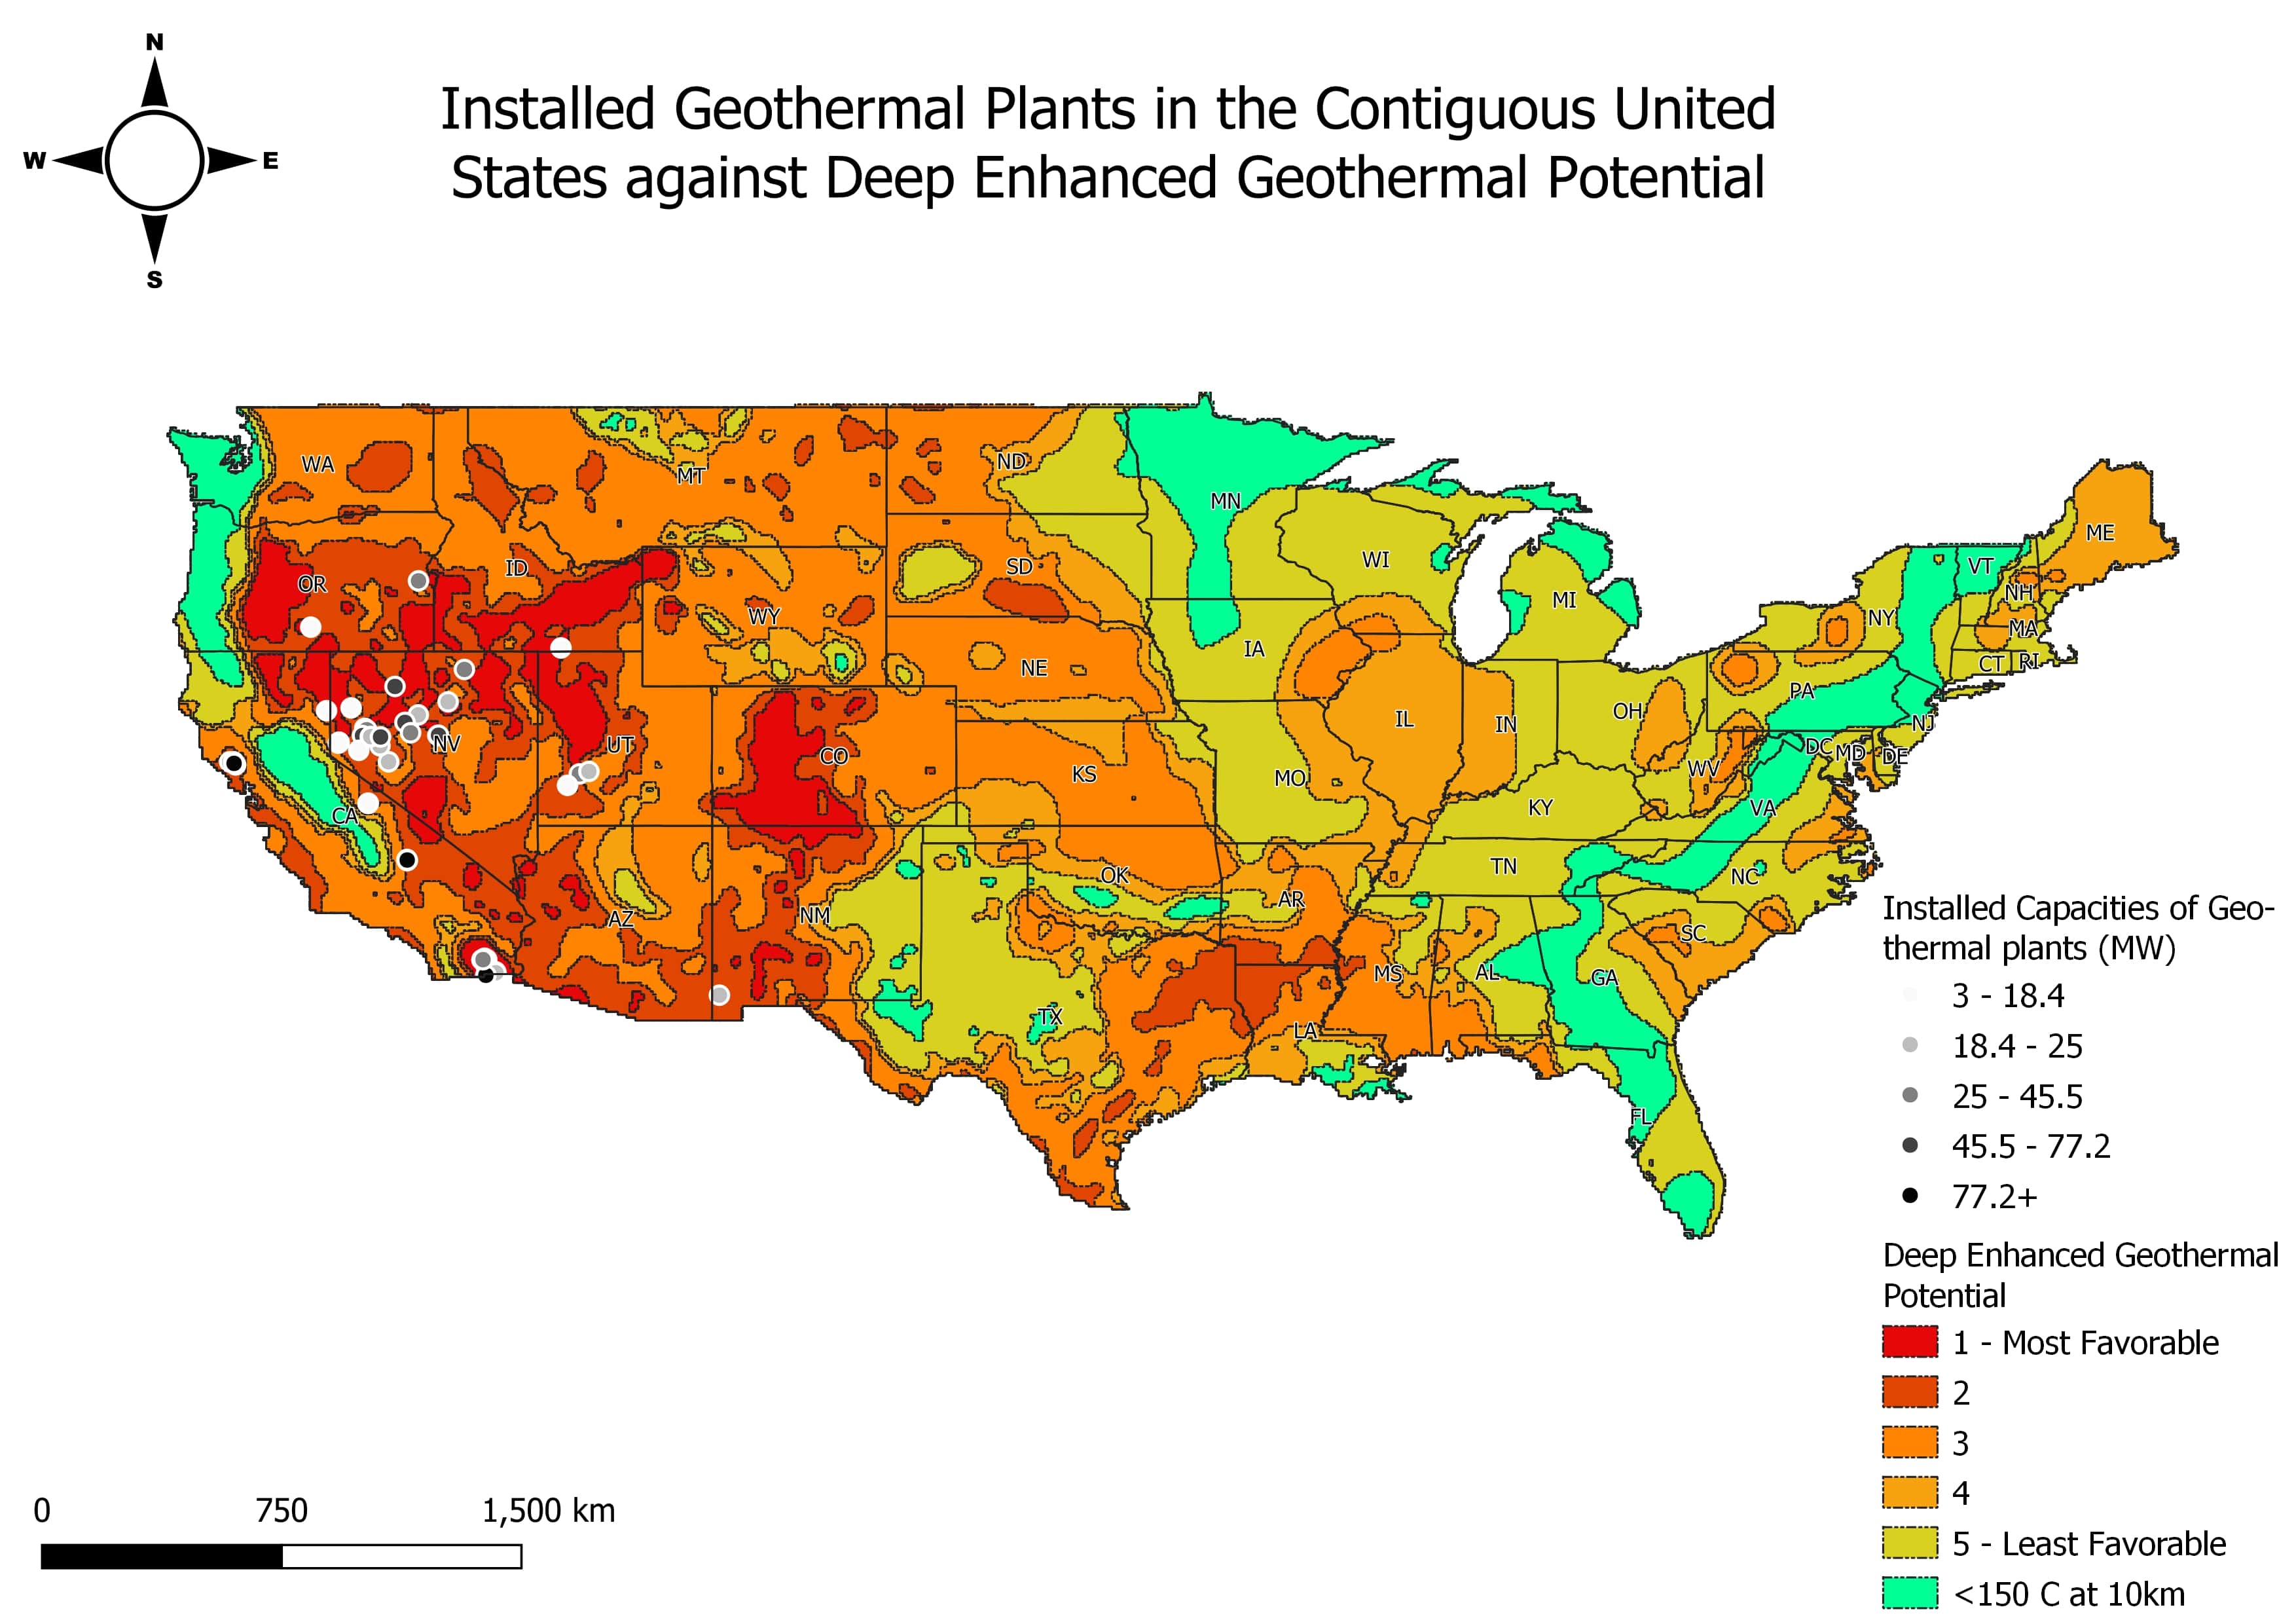 N
W
E
S
Installed Geothermal Plants in the Contiguous United
States against Deep Enhanced Geothermal Potential
WA
MT
ND
MN
ME
OR
ID
WY
SD
WI
MI
VT
NH
NY
MA
CT
RI
IA
NE
PA
NJ
NV
UT
CO
KS
MO
IL
IN
OH
WV
DC
MD
DE
CA
KY
VA
AZ
NM
OK
AR
TN
NC
SC
MS
AL
GA
TX
LA
FL
Installed Capacities of Geo-
thermal plants (MW)
3 - 18.4
18.4 - 25
25 - 45.5
45.5 - 77.2
77.2+
Deep Enhanced Geothermal
Potential
1 - Most Favorable
2
3
4
5 - Least Favorable
<150 C at 10km
0 750 1,500 km